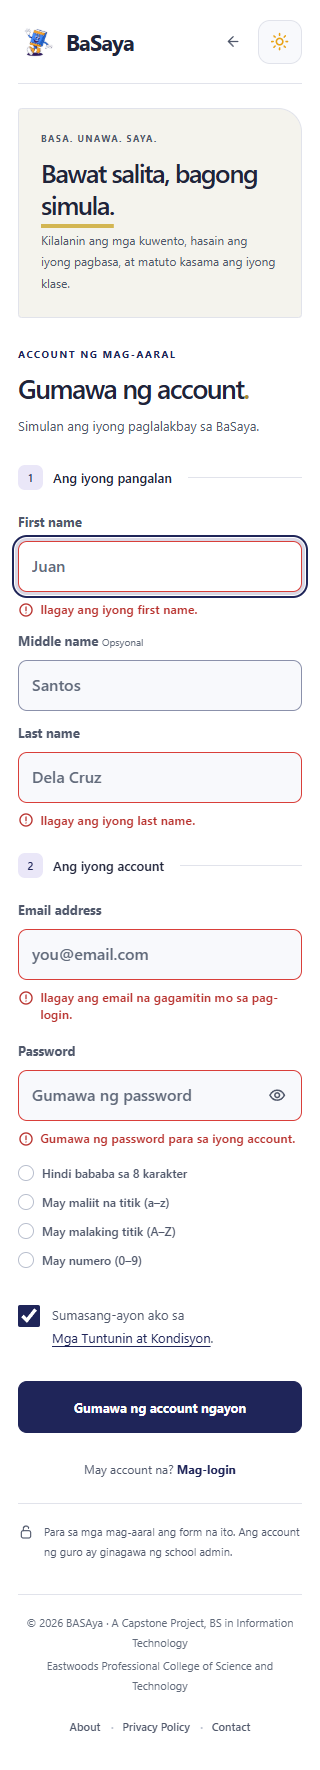 BaSaya
BASA. UNAWA. SAYA.
Bawat salita, bagong
simula.
Kilalanin ang mga kuwento, hasain ang
iyong pagbasa, at matuto kasama ang iyong
klase.
ACCOUNT NG MAG-AARAL
Gumawa ng account.
Simulan ang iyong paglalakbay sa BaSaya.
1 Ang iyong pangalan
First name
Juan
Ilagay ang iyong first name.
Middle name Opsyonal
Santos
Last name
Dela Cruz
Ilagay ang iyong last name.
2 Ang iyong account
Email address
you@email.com
Ilagay ang email na gagamitin mo sa pag-
login.
Password
Gumawa ng password
Gumawa ng password para sa iyong account.
Hindi bababa sa 8 karakter
May maliit na titik (a–z)
May malaking titik (A–Z)
May numero (0–9)
Sumasang-ayon ako sa
Mga Tuntunin at Kondisyon.
Gumawa ng account ngayon
May account na? Mag-login
Para sa mga mag-aaral ang form na ito. Ang account
ng guro ay ginagawa ng school admin.
© 2026 BASAya · A Capstone Project, BS in Information
Technology
Eastwoods Professional College of Science and
Technology
About · Privacy Policy · Contact